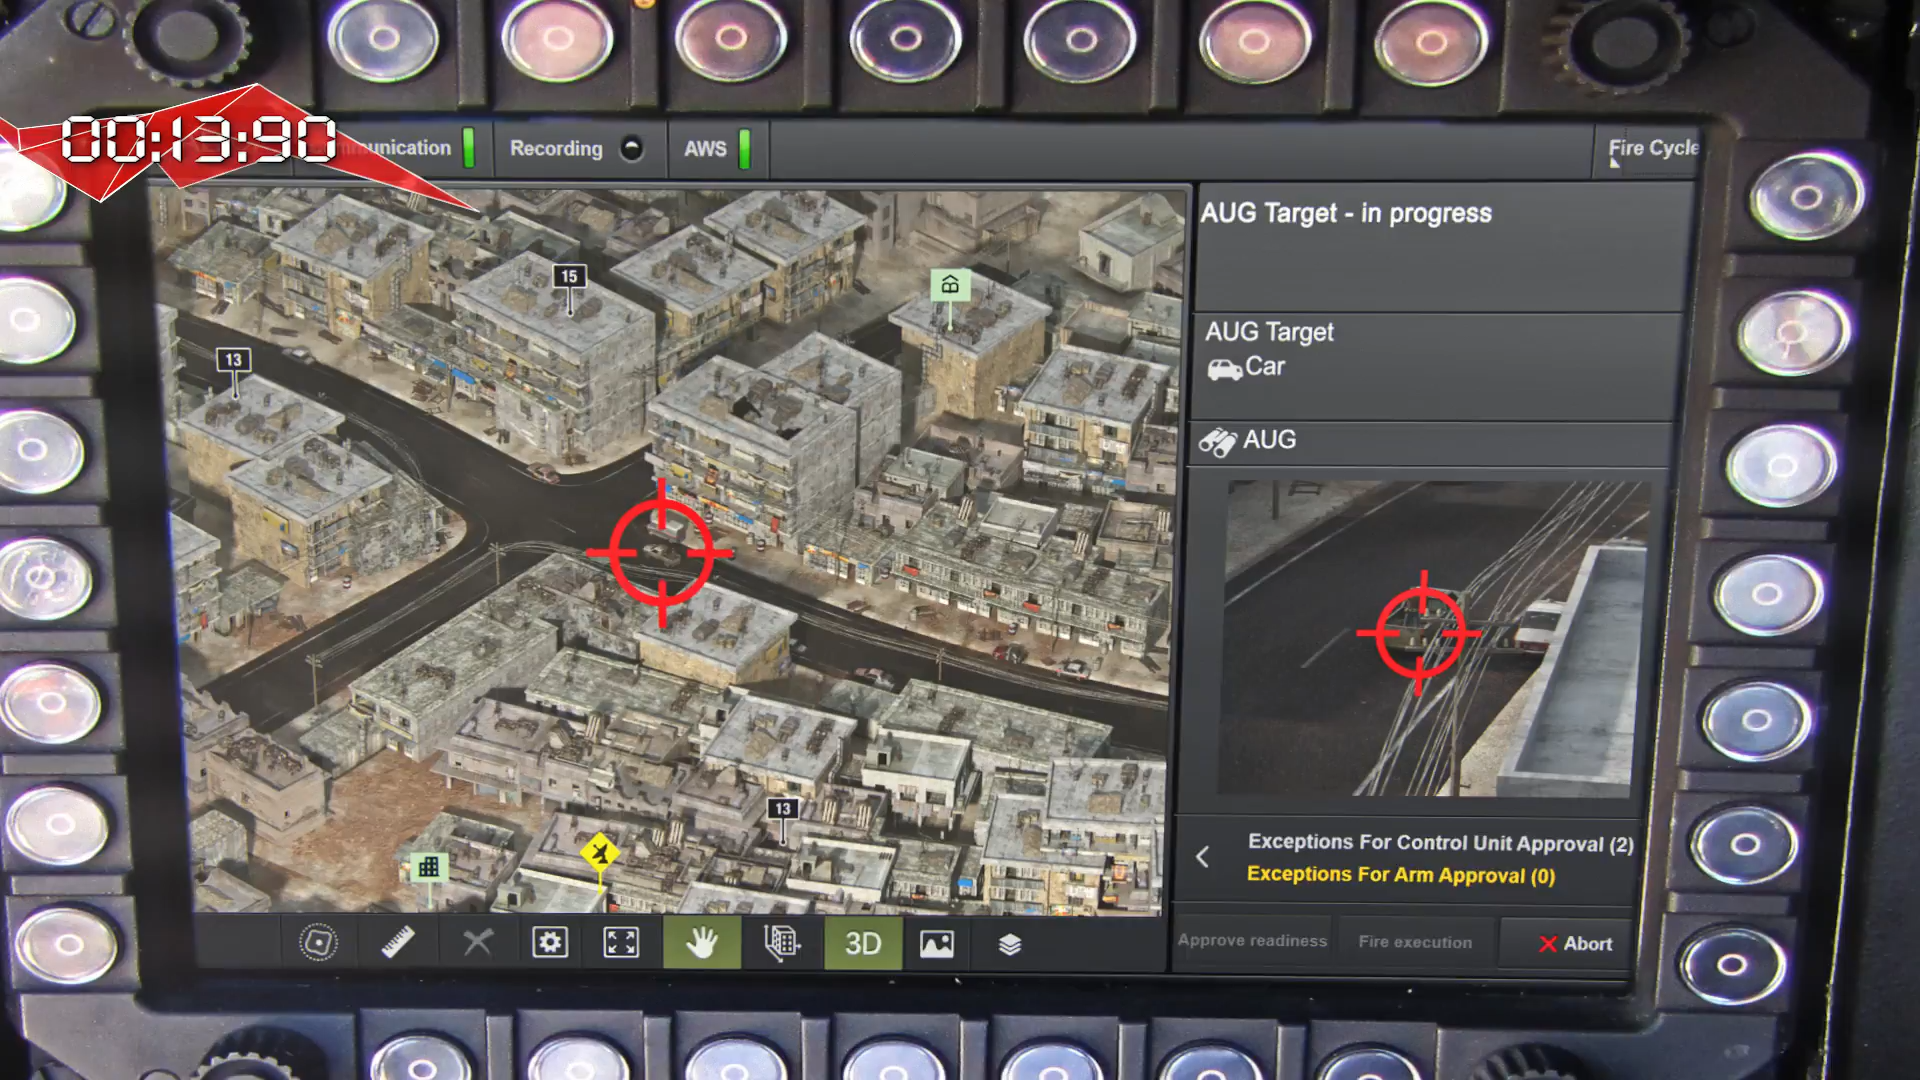 00:13:90
Recording
AWS
Fire Cycle
AUG Target - in progress
AUG Target
Car
AUG
15
13
13
Exceptions For Control Unit Approval (2)
Exceptions For Arm Approval (0)
3D
Approve readiness
Fire execution
Abort